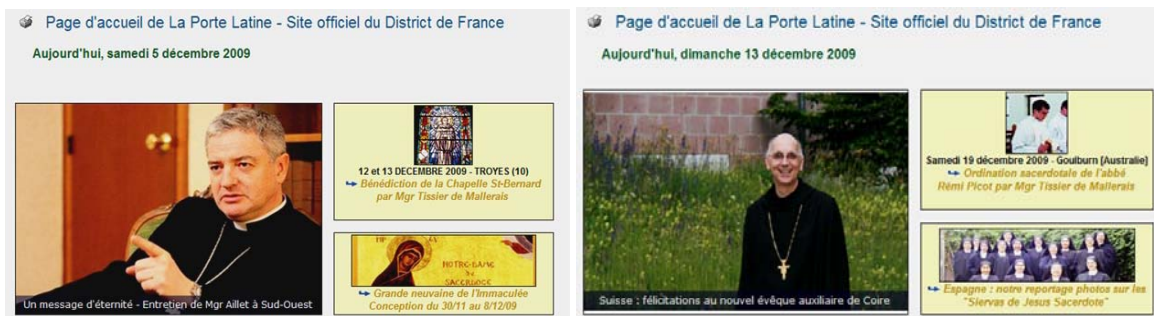 Page d'accueil de La Porte Latine - Site officiel du District de France
Aujourd'hui, samedi 5 décembre 2009
Un message d'éternité - Entretien de Mgr Aillet à Sud-Ouest
12 et 13 DECEMBRE 2009 - TROYES (10)
Bénédiction de la Chapelle St-Bernard
par Mgr Tissier de Mallerais
NOTRE-DAME
DU
SACERDOCE
Grande neuvaine de l'Immaculée
Conception du 30/11 au 8/12/09
Page d'accueil de La Porte Latine - Site officiel du District de France
Aujourd'hui, dimanche 13 décembre 2009
Suisse : félicitations au nouvel évêque auxiliaire de Coire
Samedi 19 décembre 2009 - Goulburn [Australie]
Ordination sacerdotale de l'abbé
Rémi Picot par Mgr Tissier de Mallerais
Espagne : notre reportage photos sur les
"Siervas de Jesus Sacerdote"